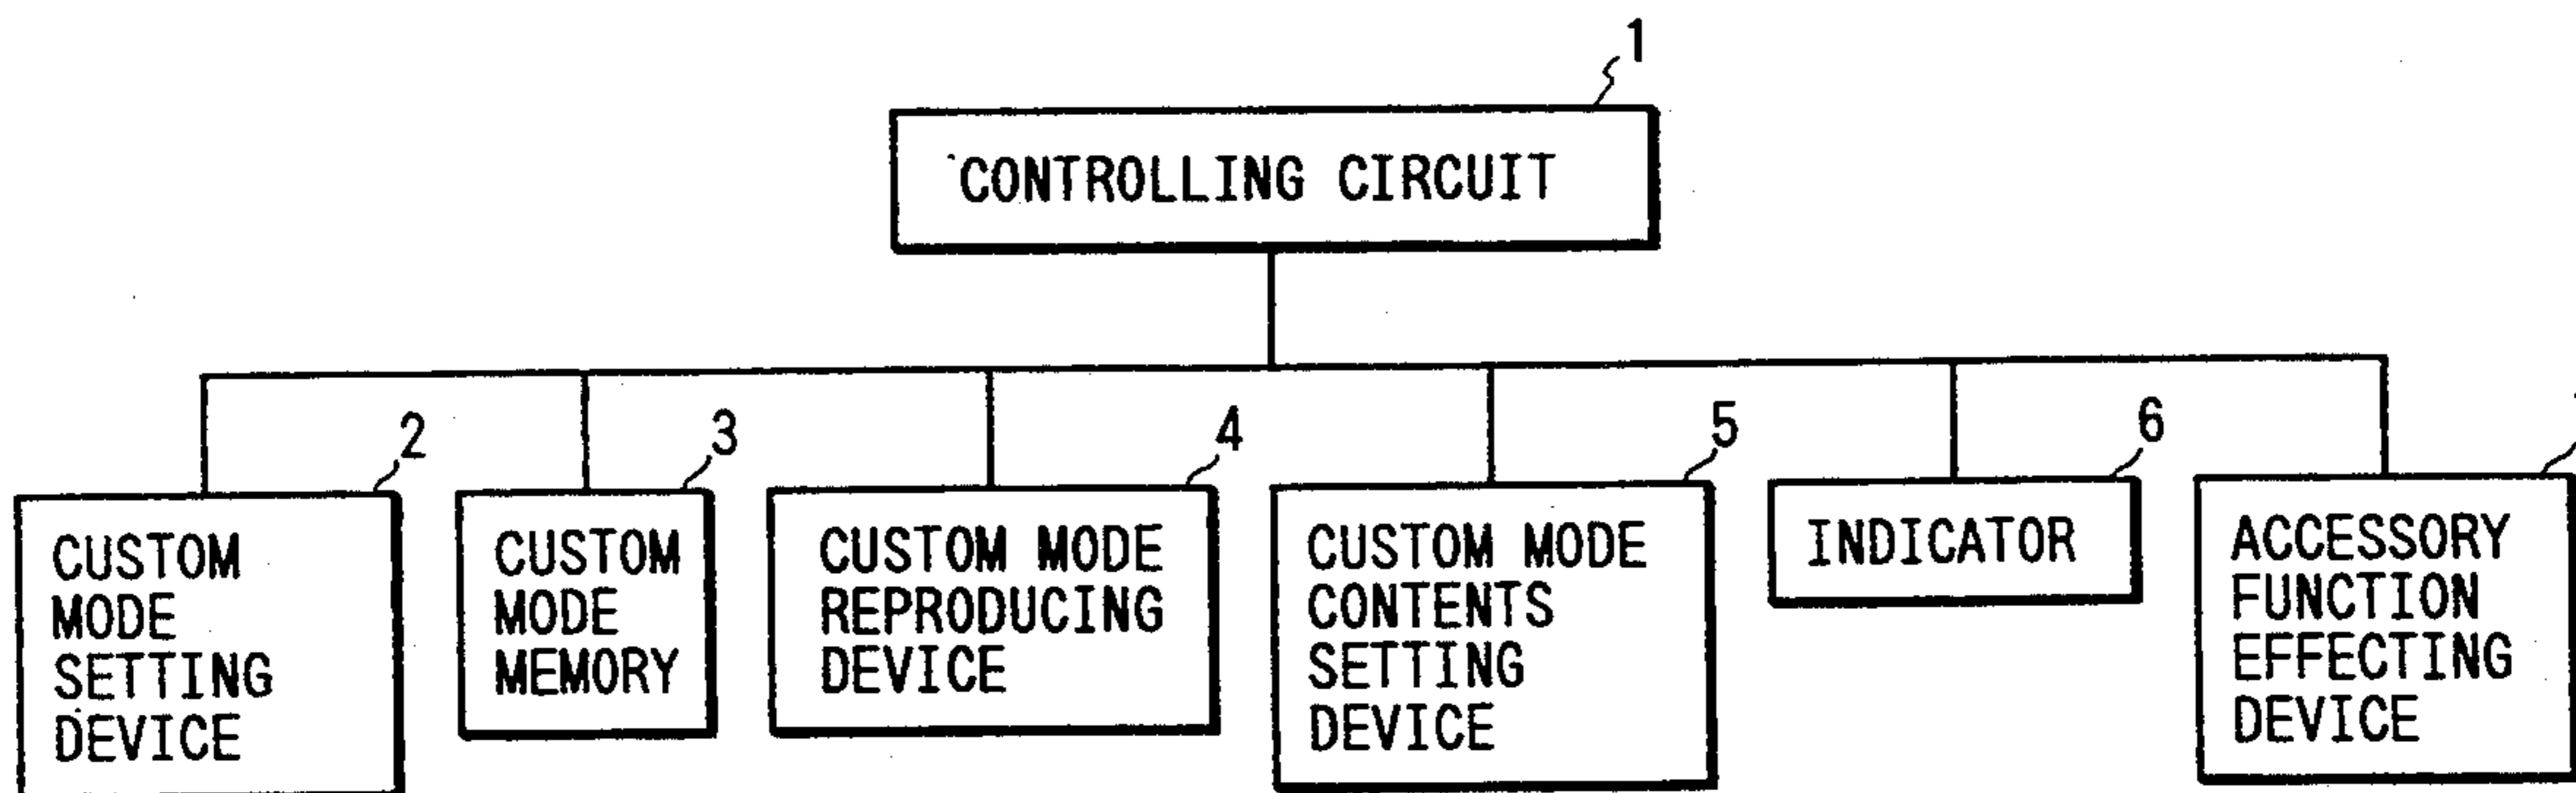 1
CONTROLLING CIRCUIT
2
3
4
5
6
CUSTOM
MODE
SETTING
DEVICE
CUSTOM
MODE
MEMORY
CUSTOM MODE
REPRODUCING
DEVICE
CUSTOM MODE
CONTENTS
SETTING
DEVICE
INDICATOR
ACCESSORY
FUNCTION
EFFECTING
DEVICE